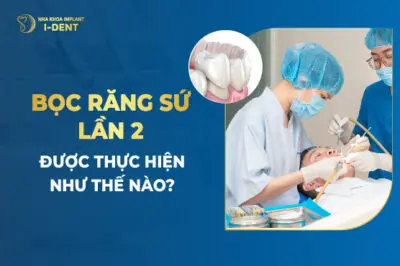 NHA KHOA IMPLANT
I-DENT
BỌC RĂNG SỨ
LẦN 2
ĐƯỢC THỰC HIỆN
NHƯ THẾ NÀO?